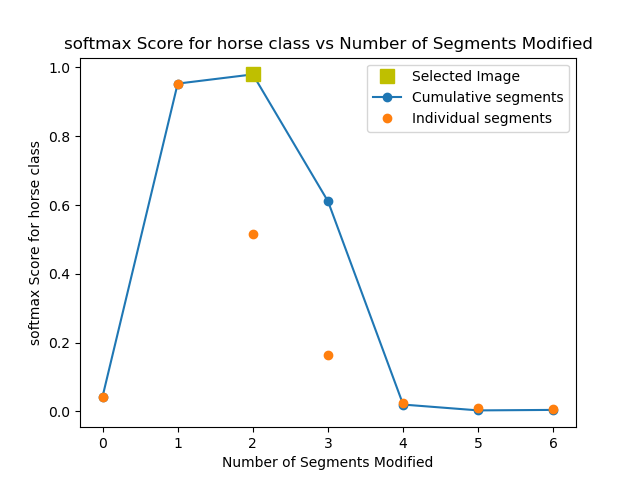 softmax Score for horse class vs Number of Segments Modified
softmax Score for horse class
1.0
0.8
0.6
0.4
0.2
0.0
Selected Image
Cumulative segments
Individual segments
0 1 2 3 4 5 6
Number of Segments Modified